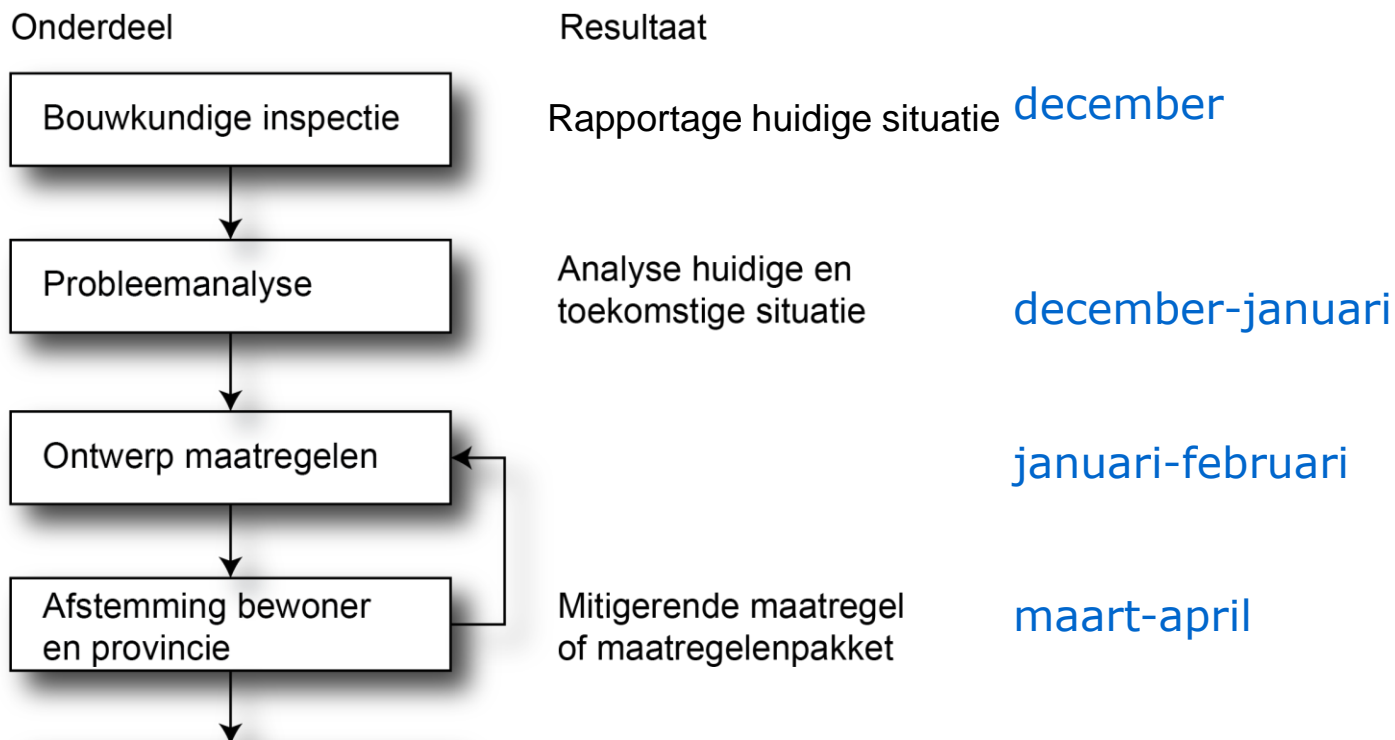 Onderdeel
Resultaat
Bouwkundige inspectie
Rapportage huidige situatie
december
Probleemanalyse
Analyse huidige en
toekomstige situatie
december-januari
Ontwerp maatregelen
januari-februari
Afstemming bewoner
en provincie
Mitigerende maatregel
of maatregelenpakket
maart-april